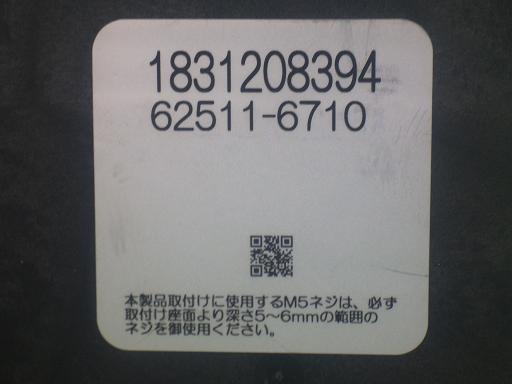 1831208394
62511-6710
本製品取付けに使用するM5ネジは、必ず
取付け座面より深さ5～6mmの範囲の
ネジを御使用ください。